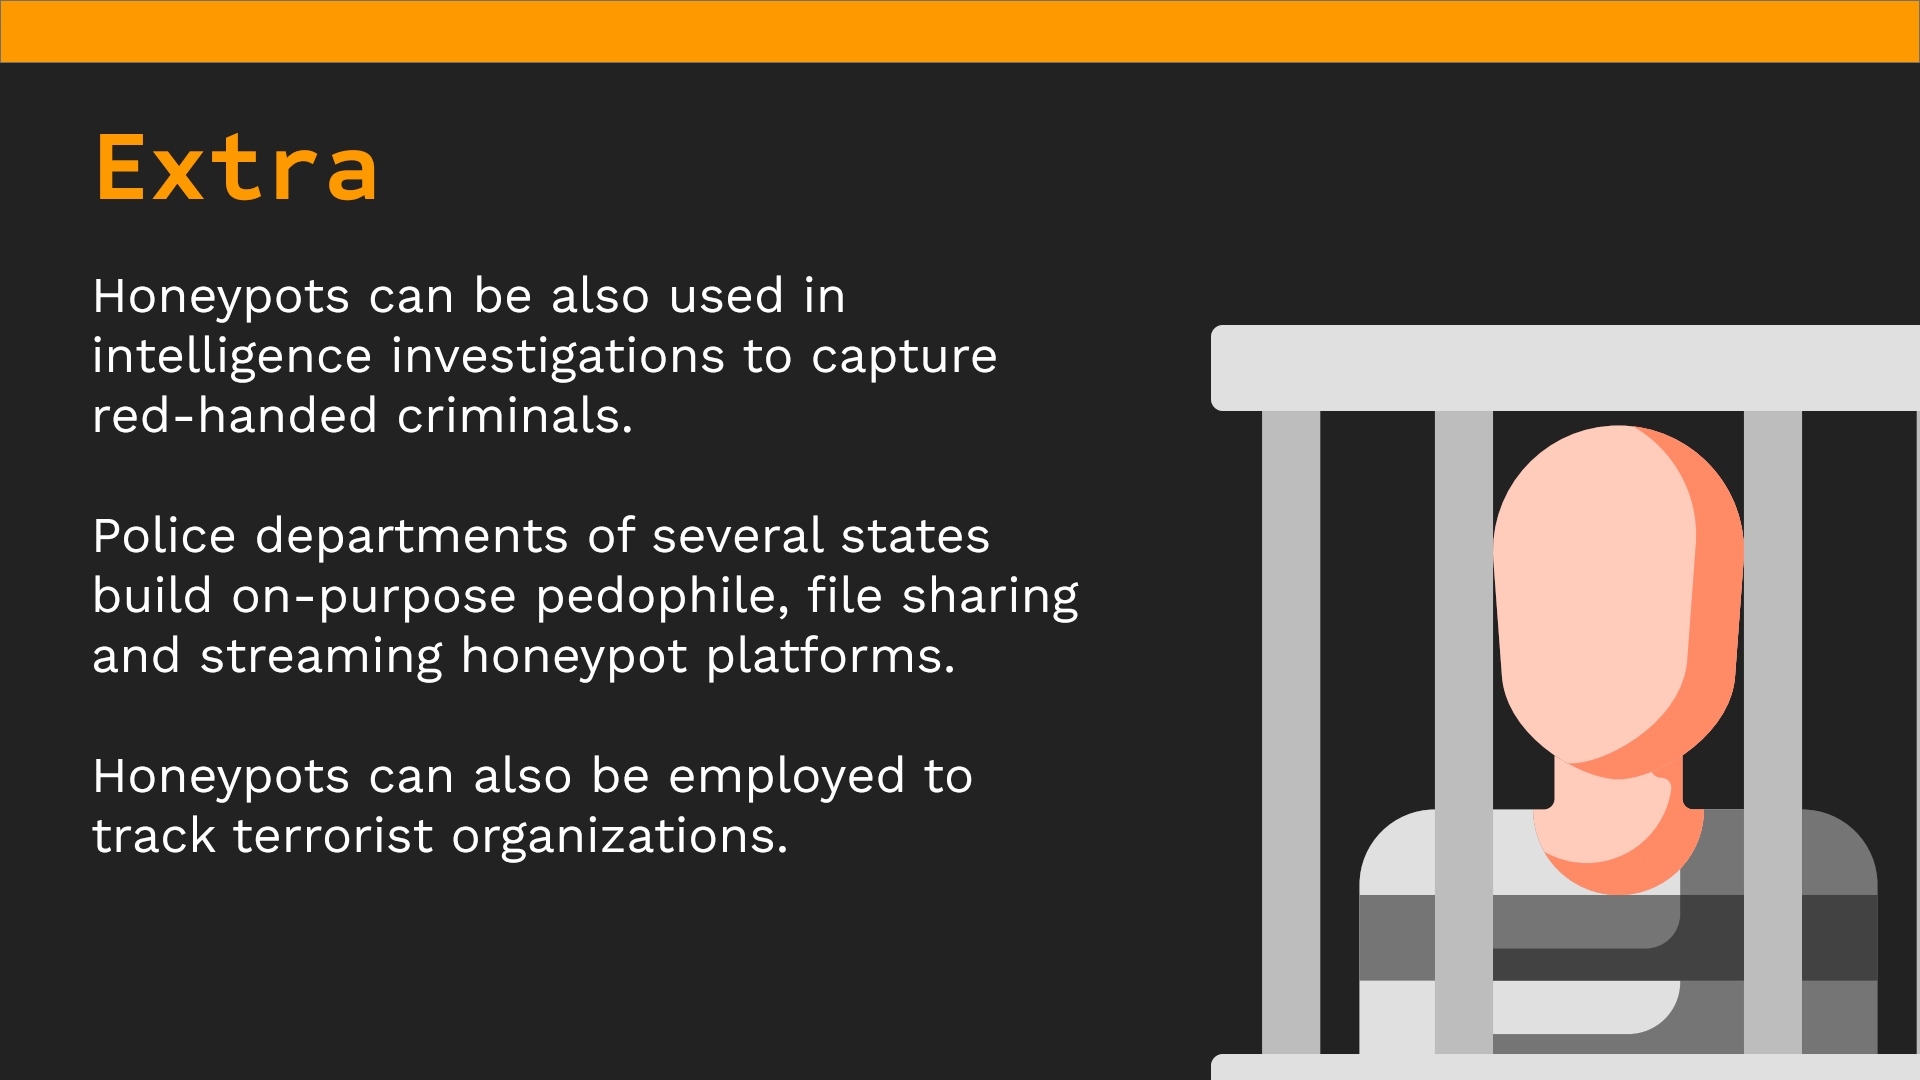 Extra
Honeypots can be also used in
intelligence investigations to capture
red-handed criminals.
Police departments of several states
build on-purpose pedophile, file sharing
and streaming honeypot platforms.
Honeypots can also be employed to
track terrorist organizations.